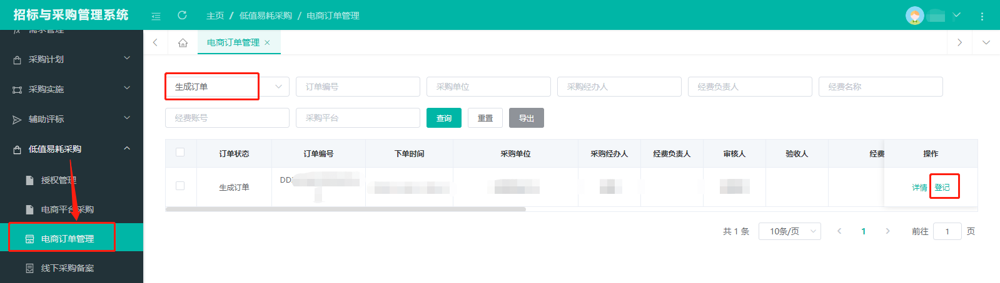 招标与采购管理系统
主页 / 低值易耗采购 / 电商订单管理
需求管理
采购计划
采购实施
辅助评标
低值易耗采购
授权管理
电商平台采购
电商订单管理
线下采购备案
电商订单管理 ×
生成订单 订单编号 采购单位 采购经办人 经费负责人 经费名称
经费账号 采购平台 查询 重置 导出
订单状态 订单编号 下单时间 采购单位 采购经办人 经费负责人 审核人 验收人 经费 操作
生成订单 DD 详情 登记
共 1 条 10条/页 1 前往 1 页